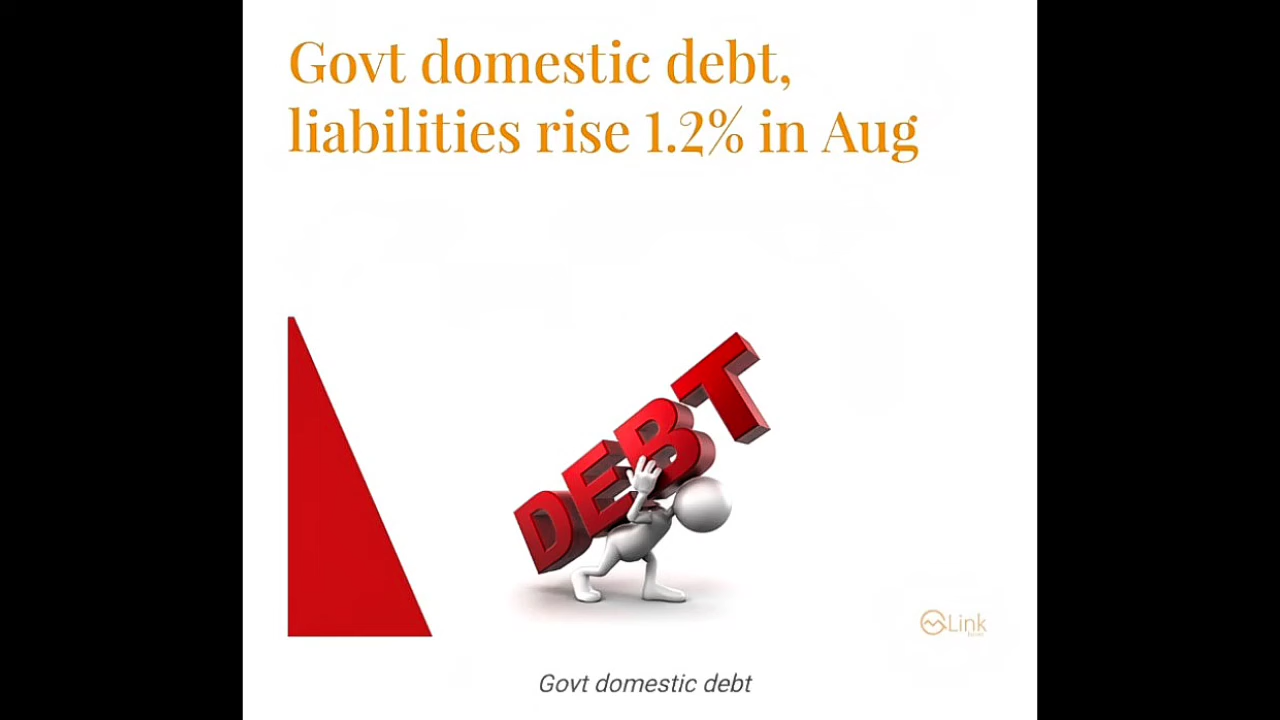 Govt domestic debt,
liabilities rise 1.2% in Aug
DEBT
Link
Govt domestic debt